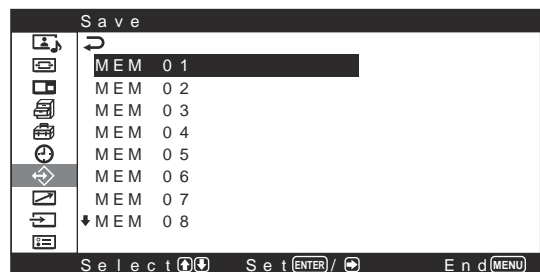 Save
MEM 01
MEM 02
MEM 03
MEM 04
MEM 05
MEM 06
MEM 07
MEM 08
Select Set ENTER / End MENU